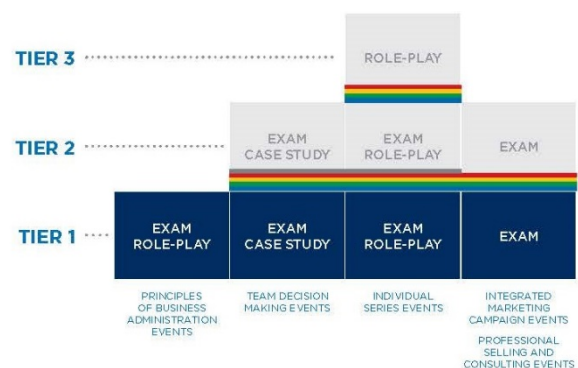 TIER 3
ROLE-PLAY
TIER 2
EXAM
CASE STUDY
EXAM
ROLE-PLAY
EXAM
TIER 1
EXAM
ROLE-PLAY
EXAM
CASE STUDY
EXAM
ROLE-PLAY
EXAM
PRINCIPLES
OF BUSINESS
ADMINISTRATION
EVENTS
TEAM DECISION
MAKING EVENTS
INDIVIDUAL
SERIES EVENTS
INTEGRATED
MARKETING
CAMPAIGN EVENTS
PROFESSIONAL
SELLING AND
CONSULTING EVENTS